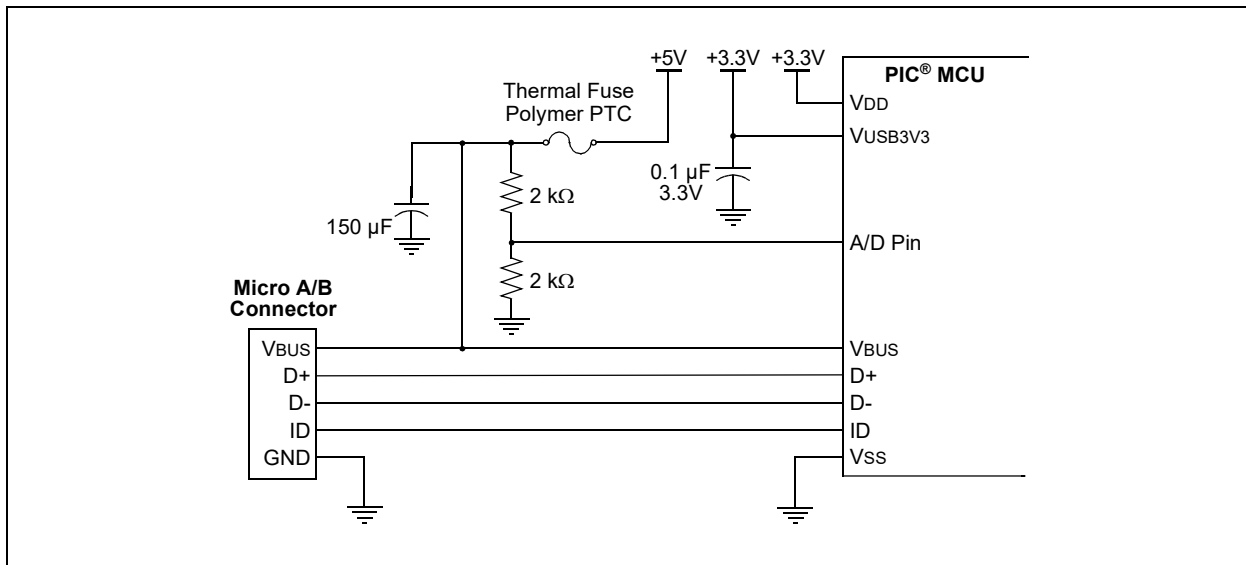 +5V
+3.3V
+3.3V
PIC® MCU
Thermal Fuse
Polymer PTC
VDD
VUSB3V3
0.1 µF
3.3V
2 kΩ
150 µF
A/D Pin
2 kΩ
Micro A/B
Connector
VBUS
D+
D-
ID
GND
VBUS
D+
D-
ID
VSS